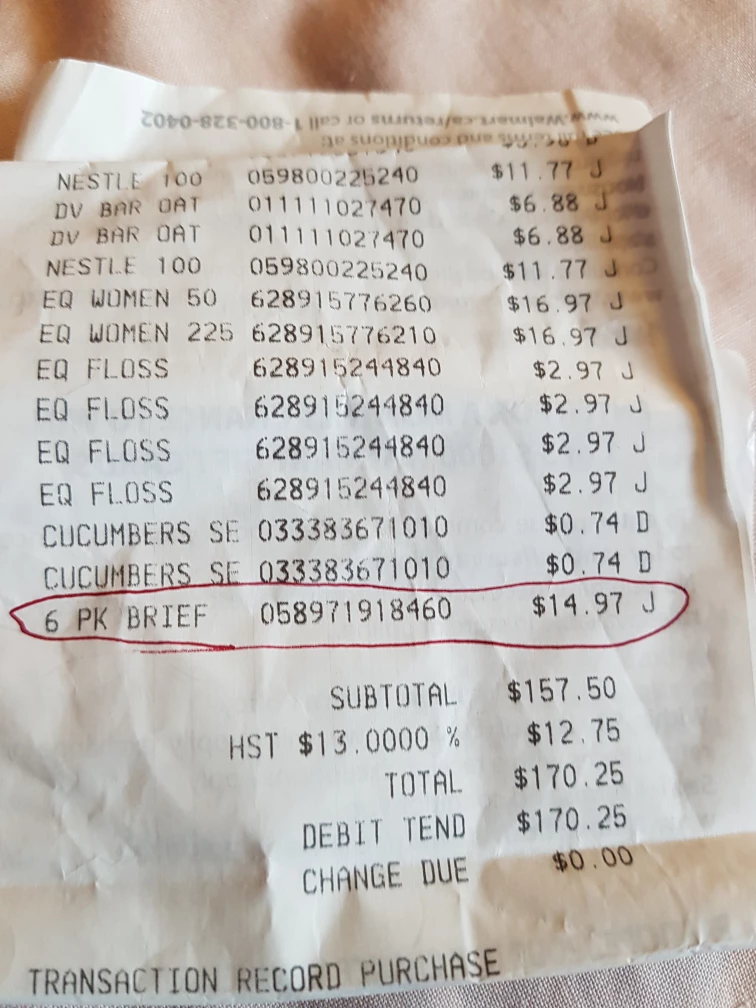 www.Walmart.ca/returns or call 1-800-328-0402
terms and conditions at:
NESTLE 100 059800225240 $11.77 J
DV BAR OAT 011111027470 $6.88 J
DV BAR OAT 011111027470 $6.88 J
NESTLE 100 059800225240 $11.77 J
EQ WOMEN 50 628915776260 $16.97 J
EQ WOMEN 225 628915776210 $16.97 J
EQ FLOSS 628915244840 $2.97 J
EQ FLOSS 628915244840 $2.97 J
EQ FLOSS 628915244840 $2.97 J
EQ FLOSS 628915244840 $2.97 J
CUCUMBERS SE 033383671010 $0.74 D
CUCUMBERS SE 033383671010 $0.74 D
6 PK BRIEF 058971918460 $14.97 J
SUBTOTAL $157.50
HST $13.0000 % $12.75
TOTAL $170.25
DEBIT TEND $170.25
CHANGE DUE $0.00
TRANSACTION RECORD PURCHASE